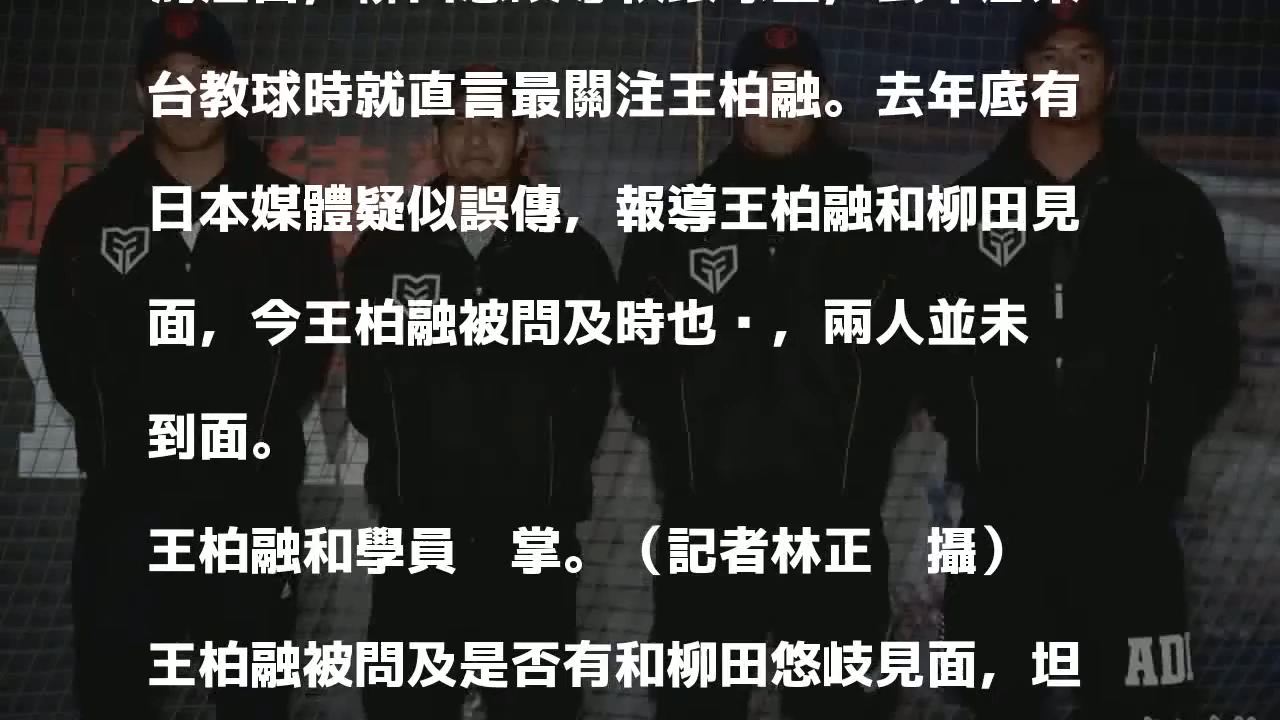 台教球時就直言最關注王柏融。去年底有
日本媒體疑似誤傳，報導王柏融和柳田見
面，今王柏融被問及時也·，兩人並未
到面。
王柏融和學員　掌。（記者林正　攝）
王柏融被問及是否有和柳田悠岐見面，坦